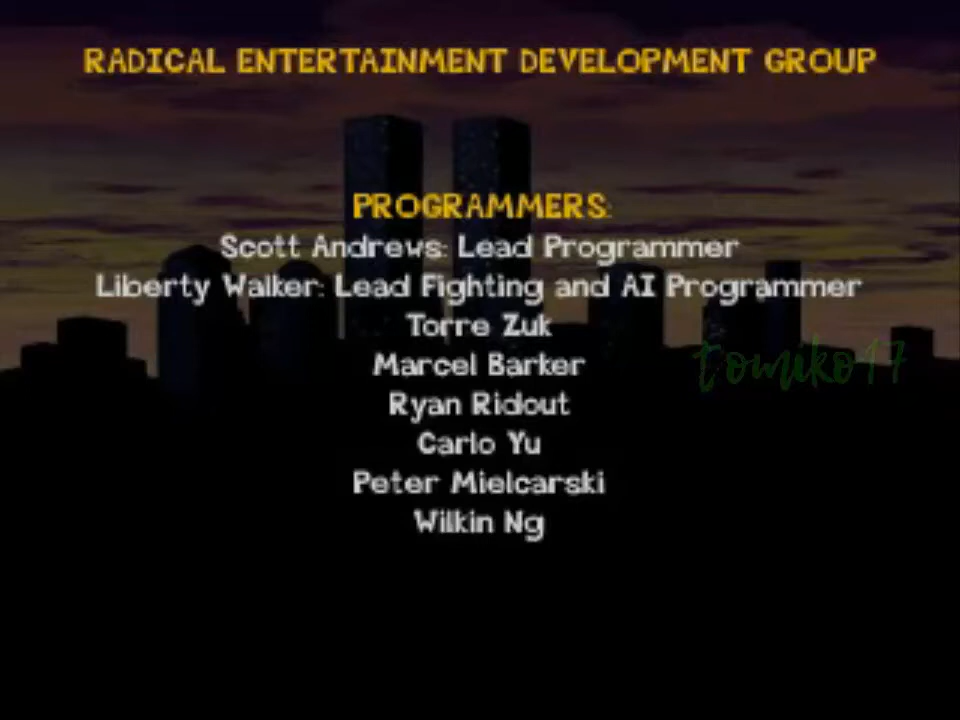 RADICAL ENTERTAINMENT DEVELOPMENT GROUP
PROGRAMMERS:
Scott Andrews: Lead Programmer
Liberty Walker: Lead Fighting and AI Programmer
Torre Zuk
Marcel Barker
tomiko17
Ryan Ridout
Carlo Yu
Peter Mielcarski
Wilkin Ng